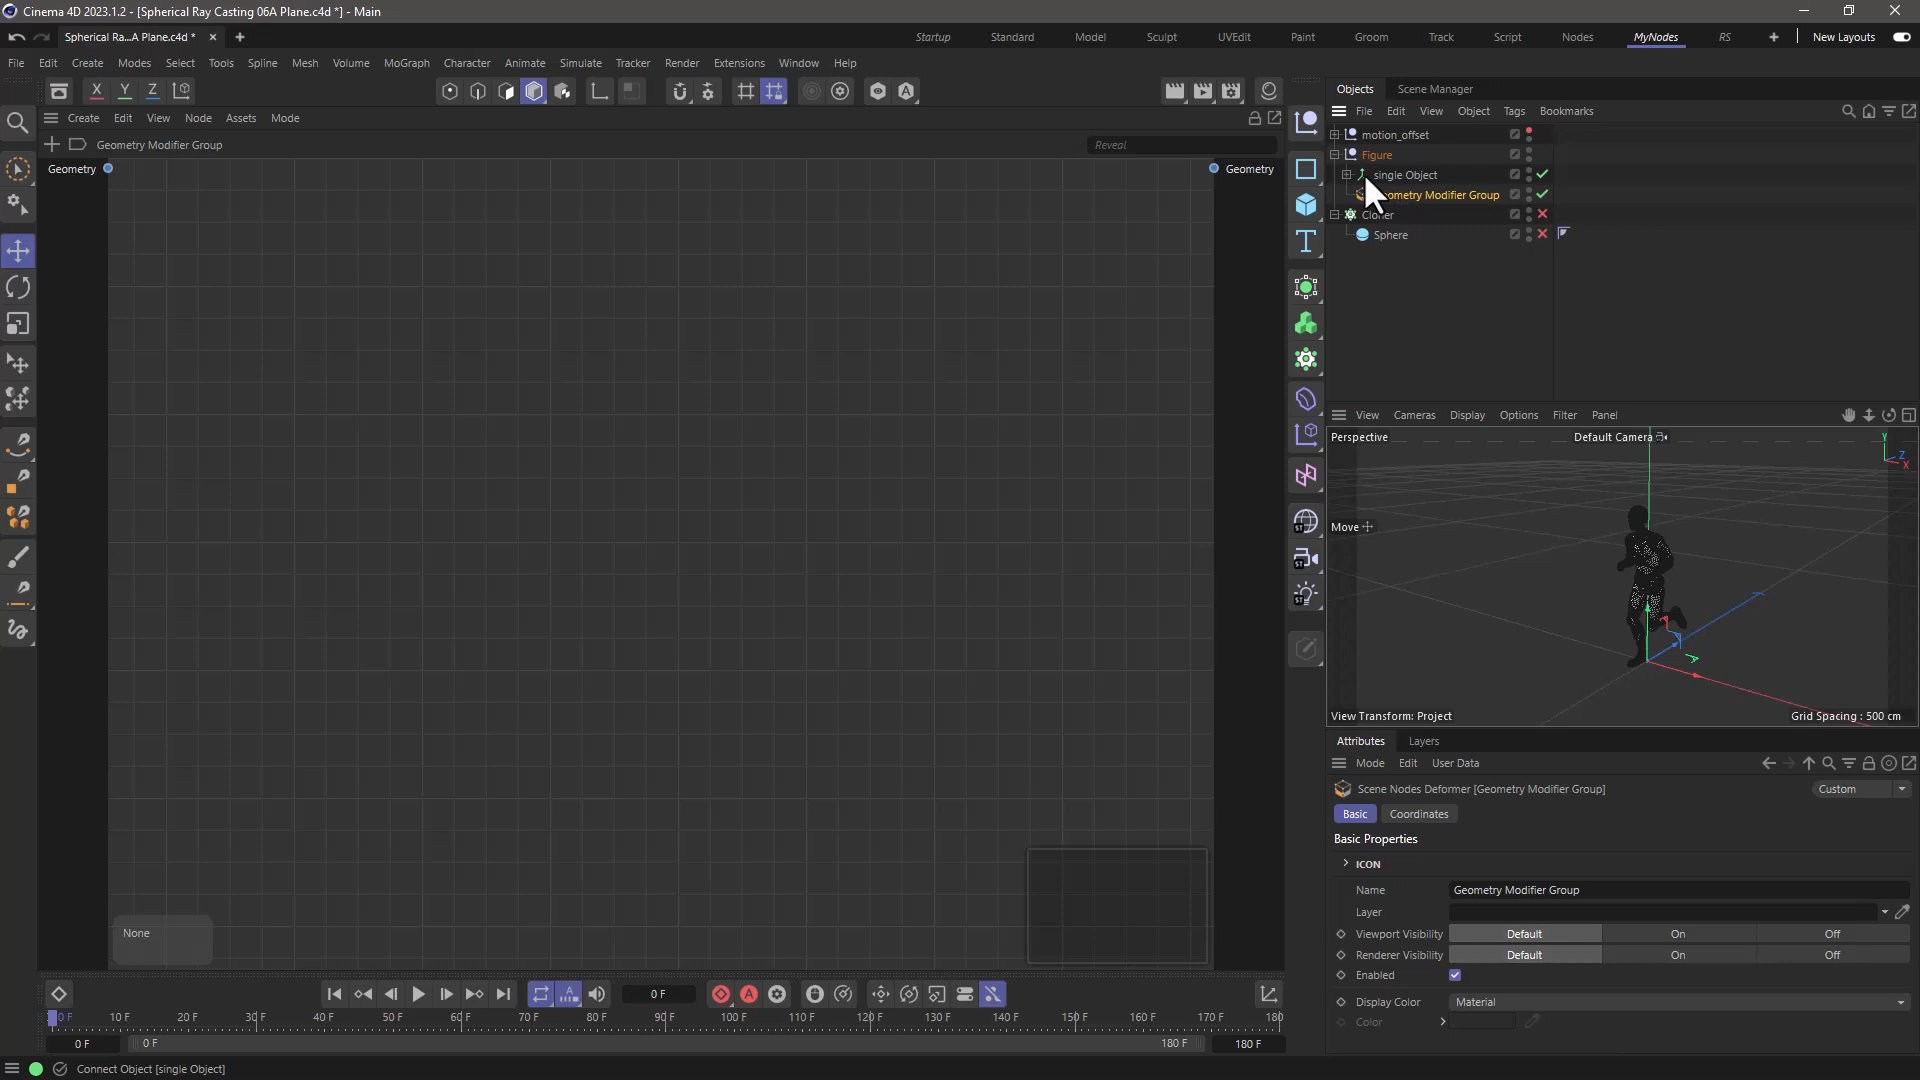 Cinema 4D 2023.1.2 - [Spherical Ray Casting 06A Plane.c4d *] - Main
Spherical Ra...A Plane.c4d *
Startup Standard Model Sculpt UVEdit Paint Groom Track Script Nodes MyNodes RS New Layouts
File Edit Create Modes Select Tools Spline Mesh Volume MoGraph Character Animate Simulate Tracker Render Extensions Window Help
X Y Z
Objects Scene Manager
File Edit View Object Tags Bookmarks
Create Edit View Node Assets Mode
Geometry Modifier Group
Reveal
Geometry
Geometry
motion_offset
Figure
single Object
ometry Modifier Group
Cloner
Sphere
View Cameras Display Options Filter Panel
Perspective
Default Camera
Y
Z
X
Move
View Transform: Project
Grid Spacing : 500 cm
Attributes Layers
Mode Edit User Data
Scene Nodes Deformer [Geometry Modifier Group]
Custom
Basic Coordinates
Basic Properties
ICON
Name Geometry Modifier Group
Layer
Viewport Visibility Default On Off
Renderer Visibility Default On Off
Enabled
Display Color Material
Color
None
0 F
0 F 10 F 20 F 30 F 40 F 50 F 60 F 70 F 80 F 90 F 100 F 110 F 120 F 130 F 140 F 150 F 160 F 170 F 180
0 F 0 F 180 F 180 F
Connect Object [single Object]